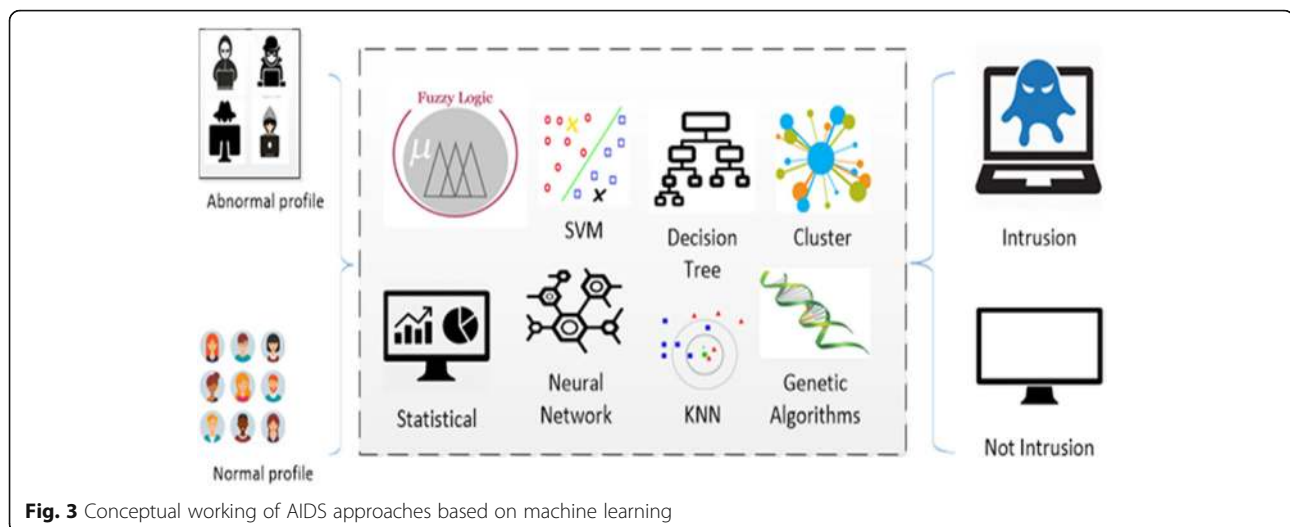 Abnormal profile
Normal profile
Fuzzy Logic
μ
SVM
Decision
Tree
Cluster
Statistical
Neural
Network
KNN
Genetic
Algorithms
Intrusion
Not Intrusion
Fig. 3 Conceptual working of AIDS approaches based on machine learning